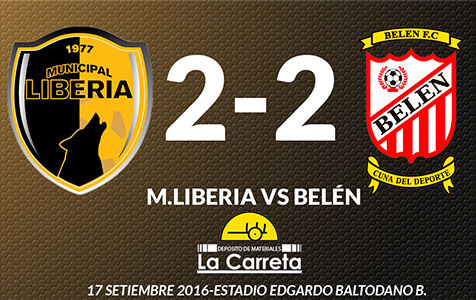 1977
MUNICIPAL
LIBERIA
2-2
BELEN F.C
BELEN
CUNA DEL DEPORTE
M.LIBERIA VS BELÉN
DEPOSITO DE MATERIALES
La Carreta
17 SETIEMBRE 2016-ESTADIO EDGARDO BALTODANO B.